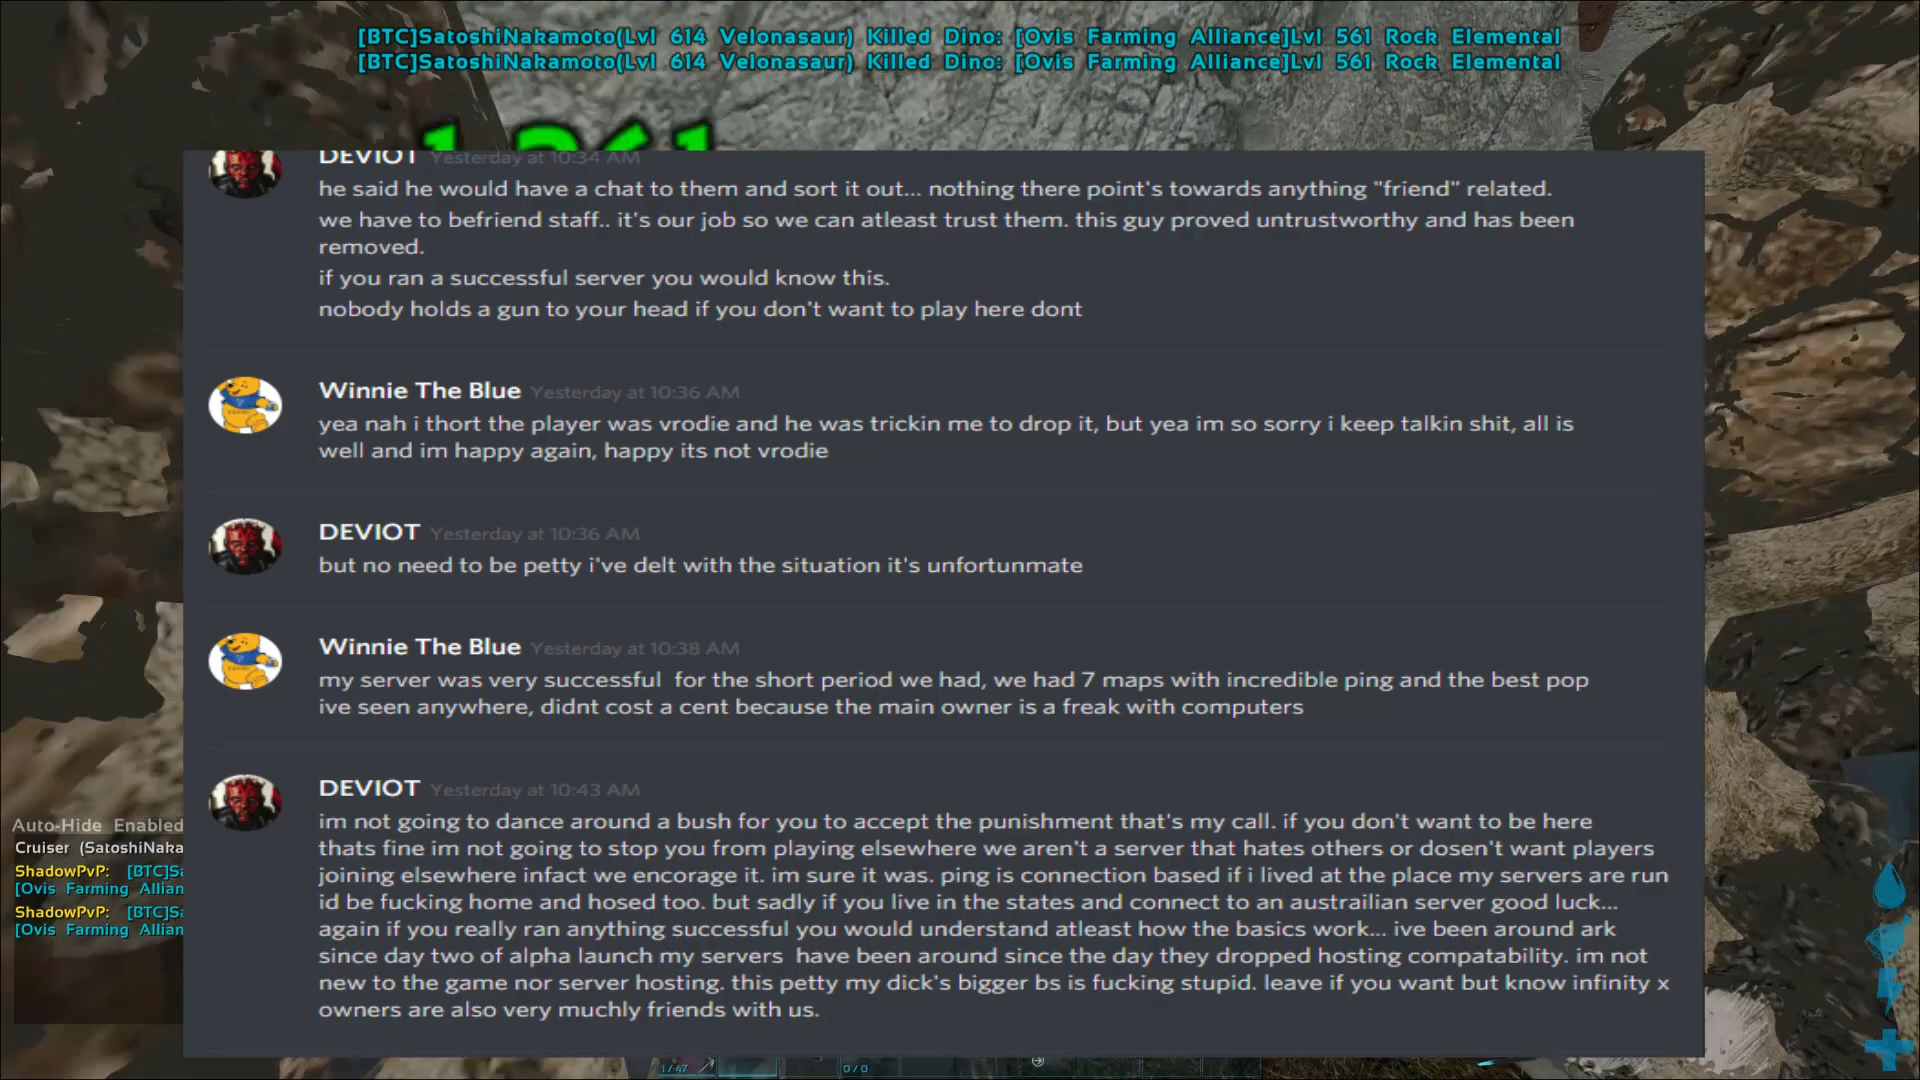 [BTC]SatoshiNakamoto(Lvl 614 Velonasaur) Killed Dino: [Ovis Farming Alliance]Lvl 561 Rock Elemental
[BTC]SatoshiNakamoto(Lvl 614 Velonasaur) Killed Dino: [Ovis Farming Alliance]Lvl 561 Rock Elemental
DEVIOT Yesterday at 10:34 AM
he said he would have a chat to them and sort it out... nothing there point's towards anything "friend" related.
we have to befriend staff.. it's our job so we can atleast trust them. this guy proved untrustworthy and has been
removed.
if you ran a successful server you would know this.
nobody holds a gun to your head if you don't want to play here dont
Winnie The Blue Yesterday at 10:36 AM
yea nah i thort the player was vrodie and he was trickin me to drop it, but yea im so sorry i keep talkin shit, all is
well and im happy again, happy its not vrodie
DEVIOT Yesterday at 10:36 AM
but no need to be petty i've delt with the situation it's unfortunmate
Winnie The Blue Yesterday at 10:38 AM
my server was very successful for the short period we had, we had 7 maps with incredible ping and the best pop
ive seen anywhere, didnt cost a cent because the main owner is a freak with computers
DEVIOT Yesterday at 10:43 AM
im not going to dance around a bush for you to accept the punishment that's my call. if you don't want to be here
thats fine im not going to stop you from playing elsewhere we aren't a server that hates others or dosen't want players
joining elsewhere infact we encorage it. im sure it was. ping is connection based if i lived at the place my servers are run
id be fucking home and hosed too. but sadly if you live in the states and connect to an austrailian server good luck...
again if you really ran anything successful you would understand atleast how the basics work... ive been around ark
since day two of alpha launch my servers have been around since the day they dropped hosting compatability. im not
new to the game nor server hosting. this petty my dick's bigger bs is fucking stupid. leave if you want but know infinity x
owners are also very muchly friends with us.
Auto-Hide Enabled
Cruiser (SatoshiNaka
ShadowPvP: [BTC]Sa
[Ovis Farming Allian
ShadowPvP: [BTC]Sa
[Ovis Farming Allian
1/47
0/0